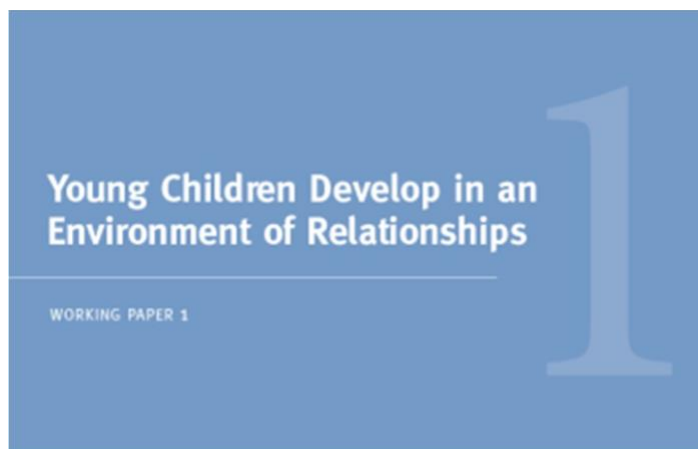 1
Young Children Develop in an
Environment of Relationships
WORKING PAPER 1